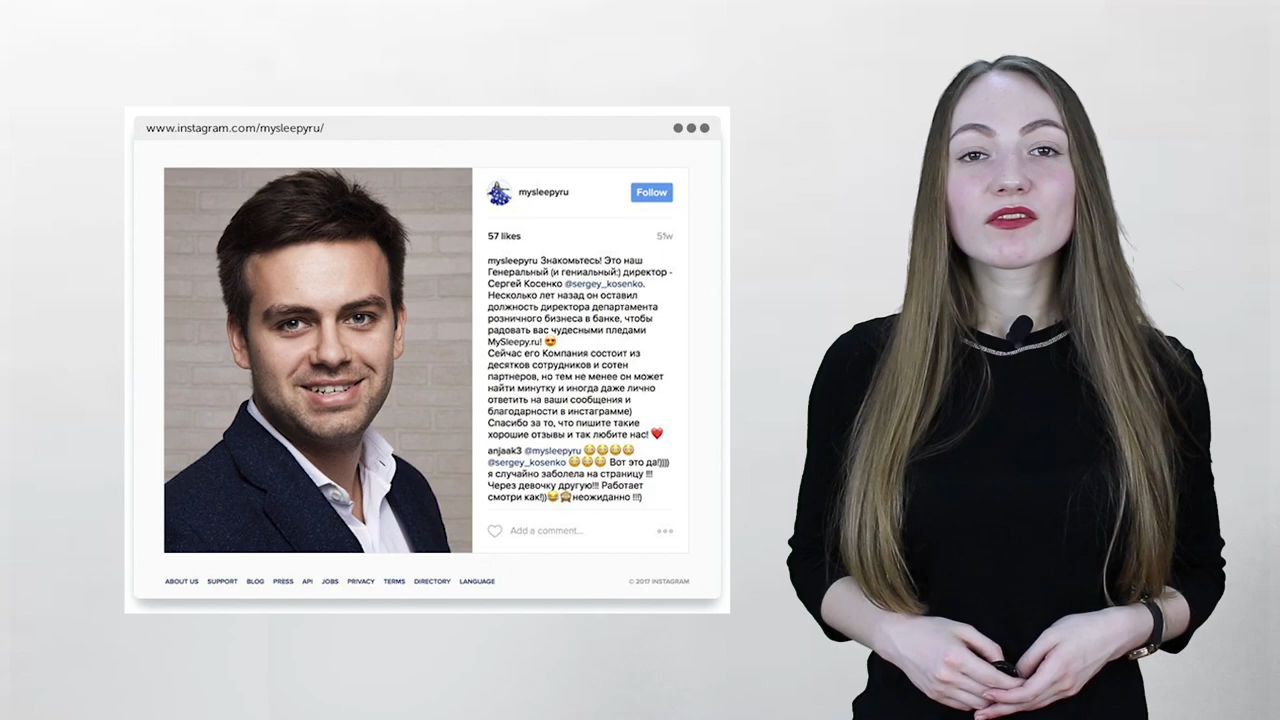 www.instagram.com/mysleepyru/
mysleepyru
Follow
57 likes
51w
mysleepyru Знакомьтесь! Это наш
Генеральный (и гениальный:) директор -
Сергей Косенко @sergey_kosenko.
Несколько лет назад он оставил
должность директора департамента
розничного бизнеса в банке, чтобы
радовать вас чудесными пледами
MySleepy.ru! 😍
Сейчас его Компания состоит из
десятков сотрудников и сотен
партнеров, но тем не менее он может
найти минутку и иногда даже лично
ответить на ваши сообщения и
благодарности в инстаграмме)
Спасибо за то, что пишите такие
хорошие отзывы и так любите нас! ❤️
anjaak3 @mysleepyru 😳😳😳😳
@sergey_kosenko 😳😳😳 Вот это да!))))
я случайно заболела на страницу !!!
Через девочку другую!!! Работает
смотри как!))😂🙈неожиданно !!!)
Add a comment...
ABOUT US SUPPORT BLOG PRESS API JOBS PRIVACY TERMS DIRECTORY LANGUAGE
© 2017 INSTAGRAM